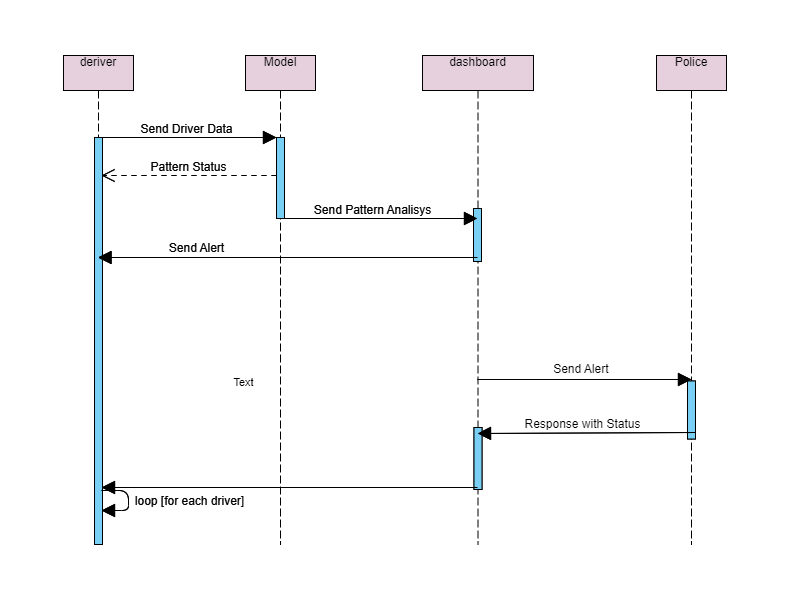 deriver
Model
dashboard
Police
Send Driver Data
Pattern Status
Send Pattern Analisys
Send Alert
Send Alert
Text
Response with Status
loop [for each driver]